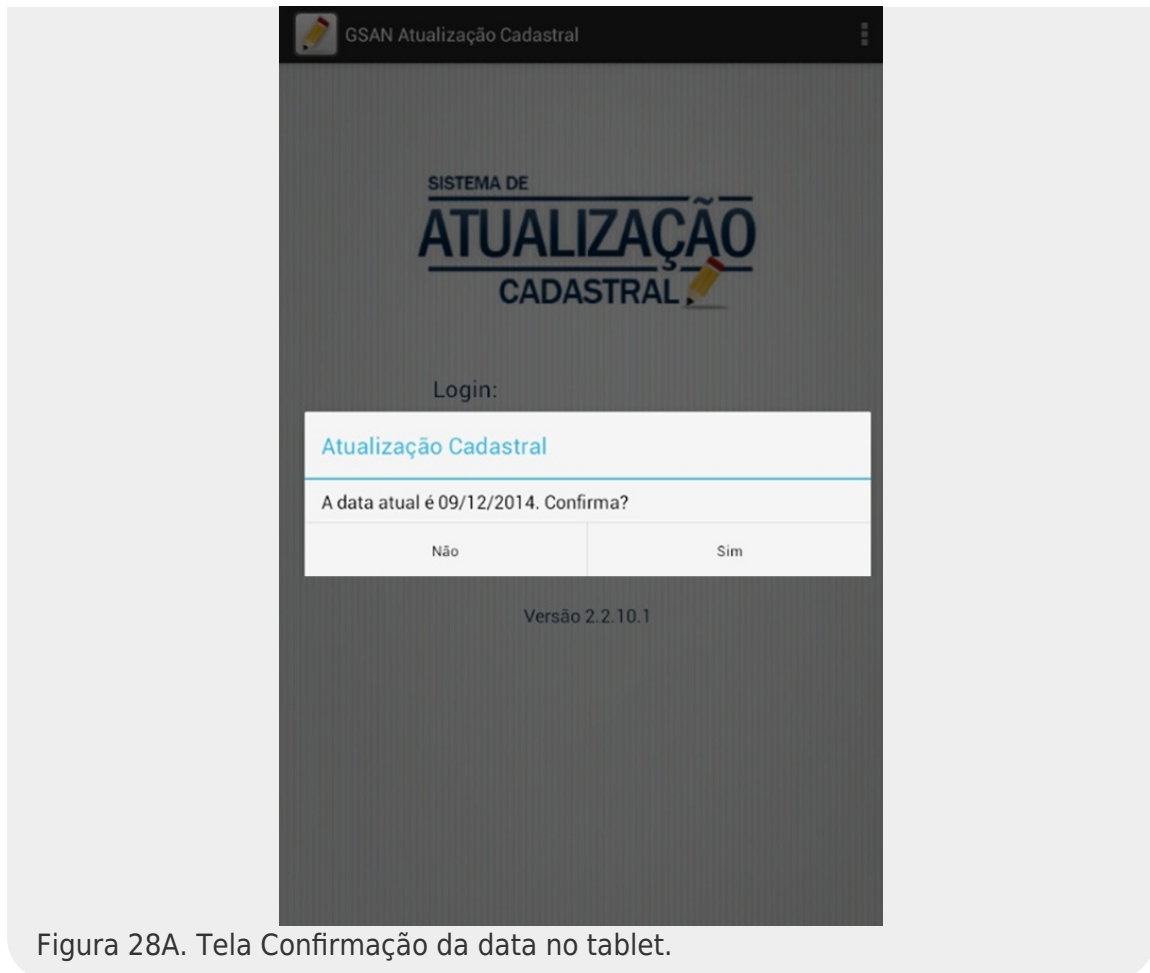 GSAN Atualização Cadastral
SISTEMA DE
ATUALIZAÇÃO
CADASTRAL
Login:
Atualização Cadastral
A data atual é 09/12/2014. Confirma?
Não
Sim
Versão 2.2.10.1
Figura 28A. Tela Confirmação da data no tablet.